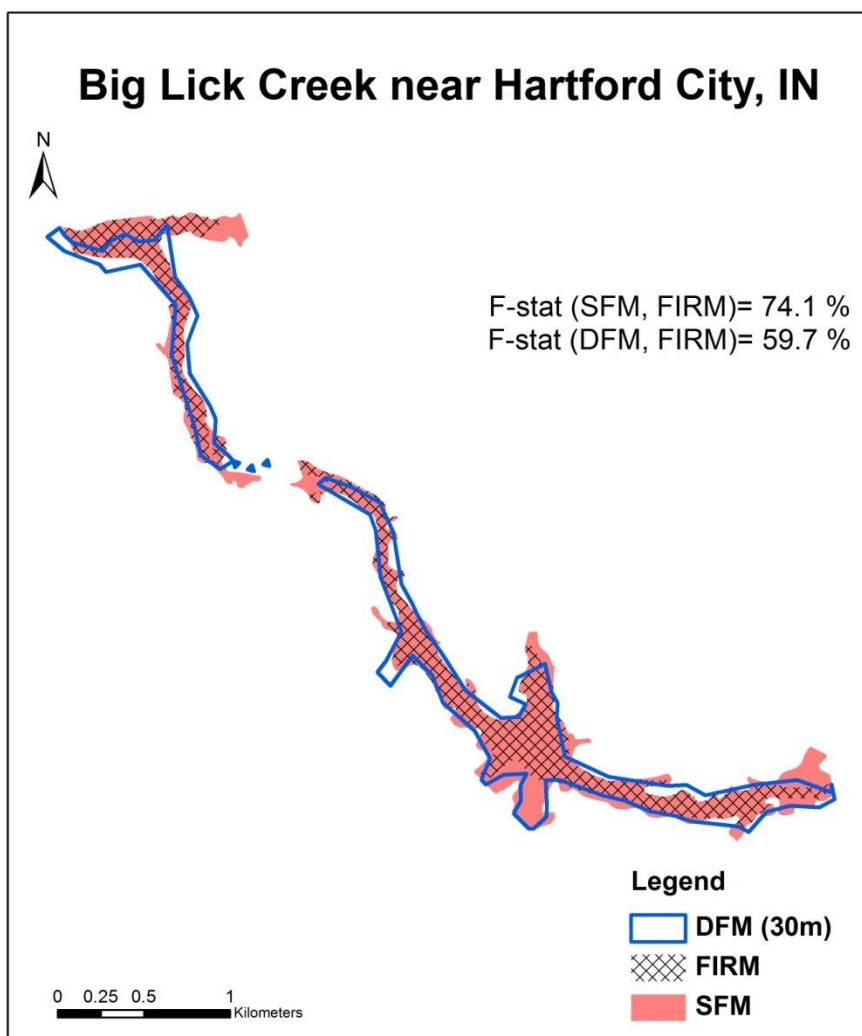 Big Lick Creek near Hartford City, IN
N
F-stat (SFM, FIRM)= 74.1 %
F-stat (DFM, FIRM)= 59.7 %
Legend
DFM (30m)
FIRM
SFM
0 0.25 0.5 1
Kilometers